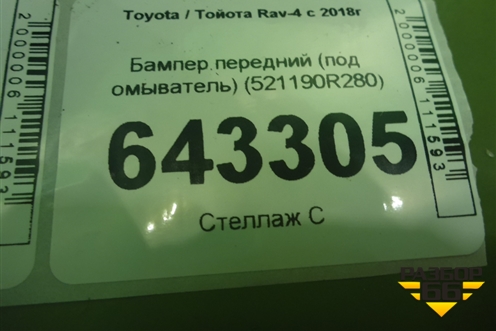 Toyota / Тойота Rav-4 с 2018г
Бампер передний (под
омыватель) (521190R280)
643305
Стеллаж С
2000006111593
2000006111593
РАЗБОР
66